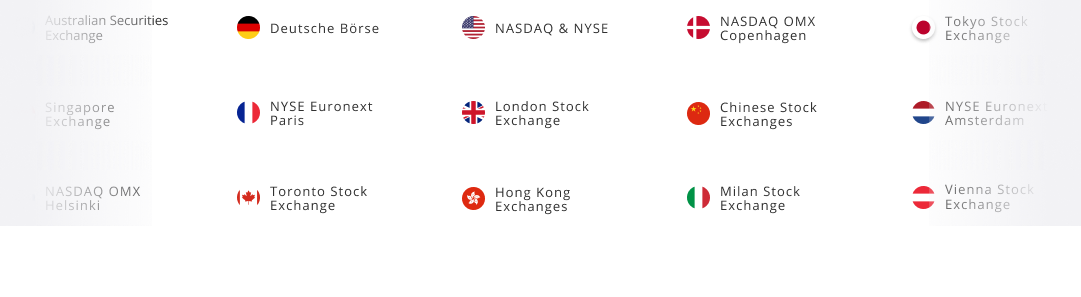 Australian Securities
Exchange
Deutsche Börse
NASDAQ & NYSE
NASDAQ OMX
Copenhagen
Tokyo Stock
Exchange
Singapore
Exchange
NYSE Euronext
Paris
London Stock
Exchange
Chinese Stock
Exchanges
NYSE Euronext
Amsterdam
NASDAQ OMX
Helsinki
Toronto Stock
Exchange
Hong Kong
Exchanges
Milan Stock
Exchange
Vienna Stock
Exchange